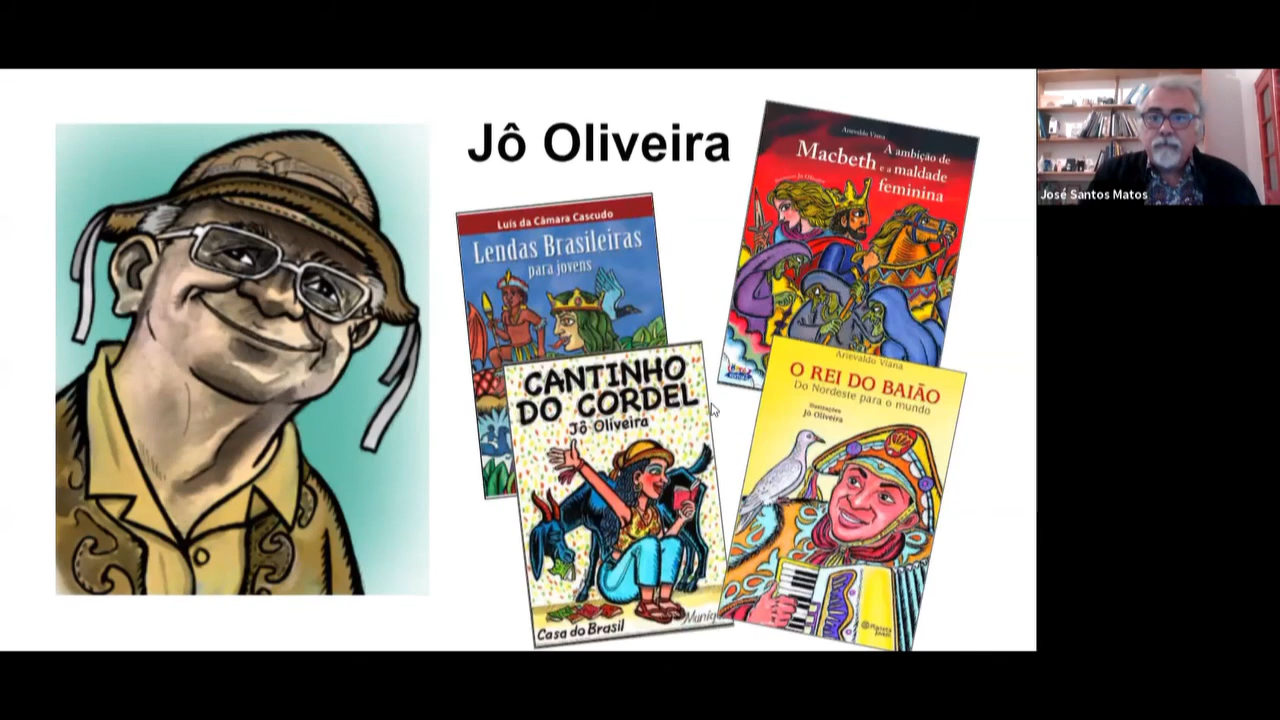 Jô Oliveira
Luís da Câmara Cascudo
Lendas Brasileiras
para jovens
Arievaldo Viana
A ambição de
Macbeth e a maldade
feminina
CANTINHO
DO CORDEL
Jô Oliveira
Casa do Brasil
Muniq
Arievaldo Viana
O REI DO BAIÃO
Do Nordeste para o mundo
Ilustrações
Jô Oliveira
Planeta
José Santos Matos